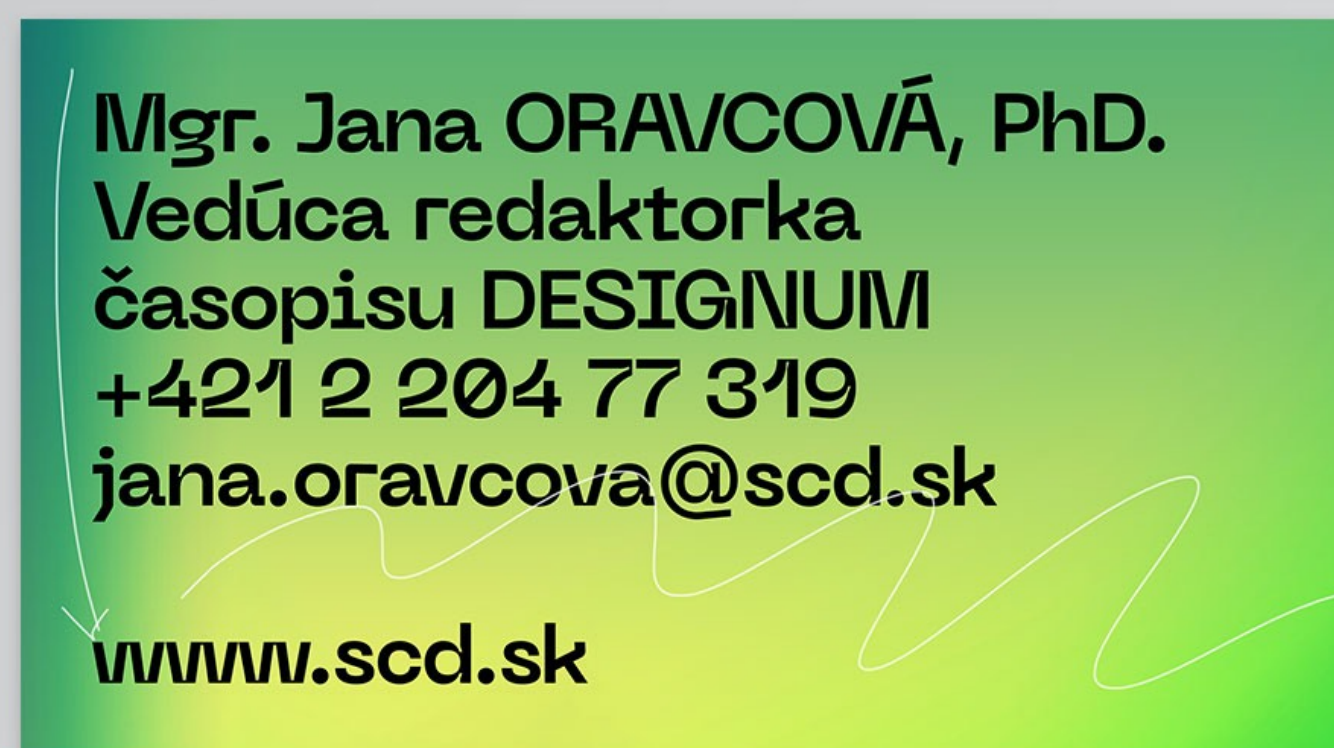 Mgr. Jana ORAVCOVÁ, PhD.
Vedúca redaktorka
časopisu DESIGNUM
+421 2 204 77 319
jana.oravcova@scd.sk
www.scd.sk